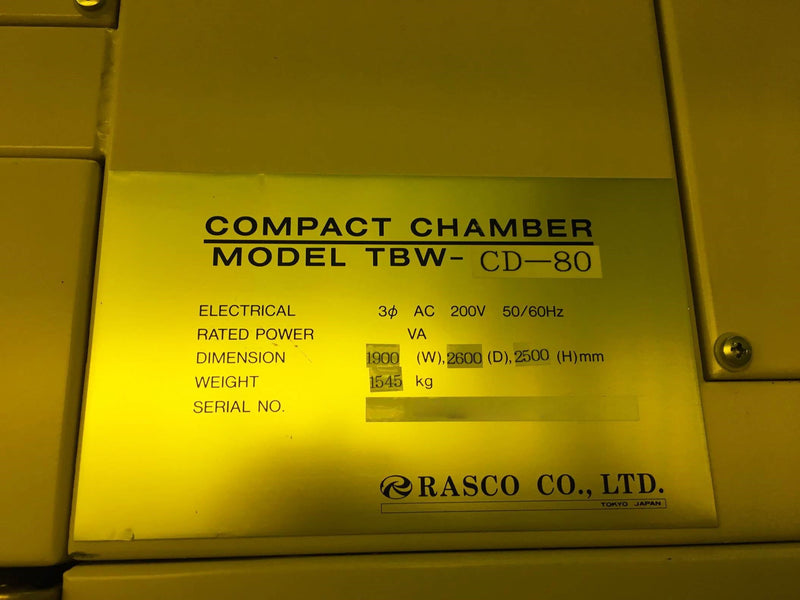 COMPACT CHAMBER
MODEL TBW- CD-80
ELECTRICAL 3φ AC 200V 50/60Hz
RATED POWER VA
DIMENSION 1900 (W), 2600 (D), 2500 (H)mm
WEIGHT 1545 kg
SERIAL NO.
RASCO CO., LTD.
TOKYO JAPAN